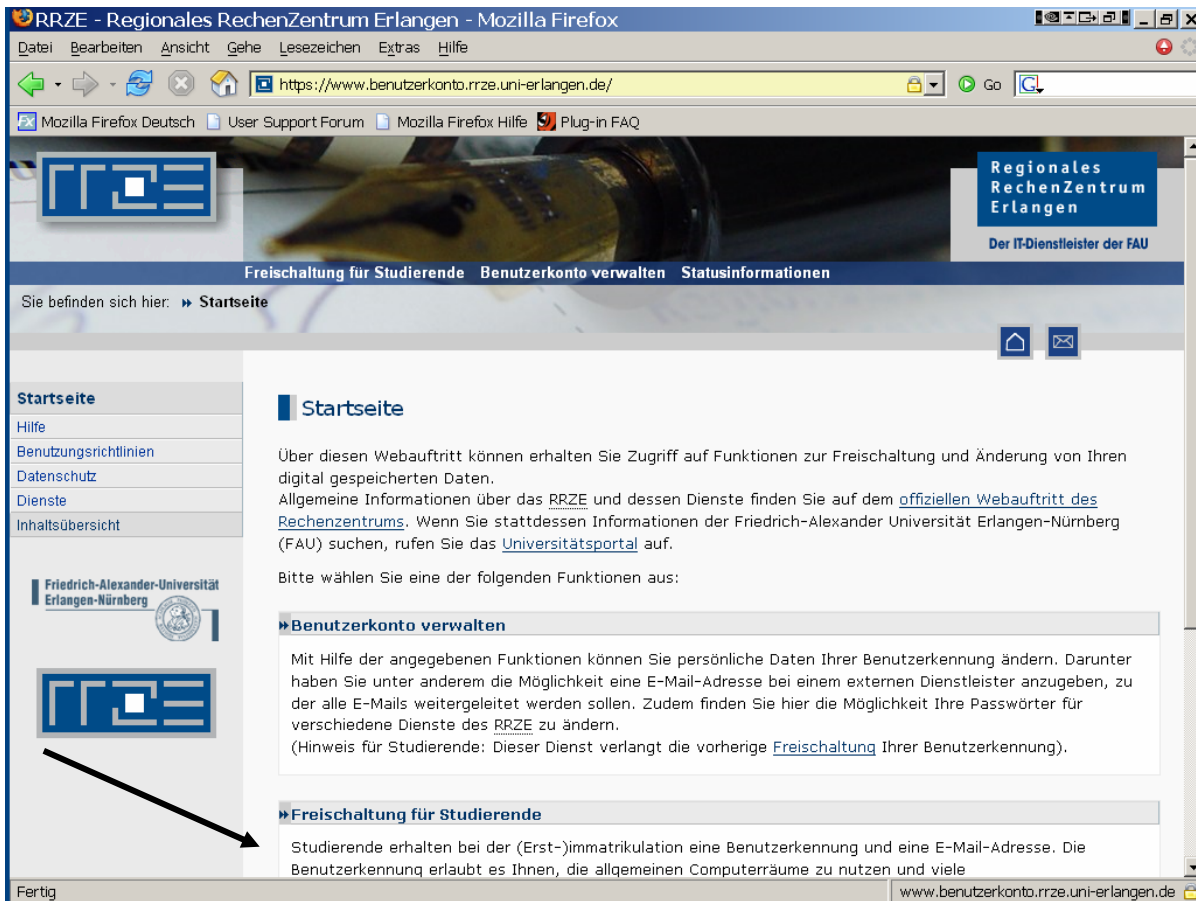 RRZE - Regionales RechenZentrum Erlangen - Mozilla Firefox
Datei Bearbeiten Ansicht Gehe Lesezeichen Extras Hilfe
https://www.benutzerkonto.rrze.uni-erlangen.de/
Go
G
Mozilla Firefox Deutsch User Support Forum Mozilla Firefox Hilfe Plug-in FAQ
rrze
Regionales
RechenZentrum
Erlangen
Der IT-Dienstleister der FAU
Freischaltung für Studierende Benutzerkonto verwalten Statusinformationen
Sie befinden sich hier: » Startseite
Startseite
Hilfe
Benutzungsrichtlinien
Datenschutz
Dienste
Inhaltsübersicht
Friedrich-Alexander-Universität
Erlangen-Nürnberg
rrze
Startseite
Über diesen Webauftritt können erhalten Sie Zugriff auf Funktionen zur Freischaltung und Änderung von Ihren
digital gespeicherten Daten.
Allgemeine Informationen über das RRZE und dessen Dienste finden Sie auf dem offiziellen Webauftritt des
Rechenzentrums. Wenn Sie stattdessen Informationen der Friedrich-Alexander Universität Erlangen-Nürnberg
(FAU) suchen, rufen Sie das Universitätsportal auf.
Bitte wählen Sie eine der folgenden Funktionen aus:
»Benutzerkonto verwalten
Mit Hilfe der angegebenen Funktionen können Sie persönliche Daten Ihrer Benutzerkennung ändern. Darunter
haben Sie unter anderem die Möglichkeit eine E-Mail-Adresse bei einem externen Dienstleister anzugeben, zu
der alle E-Mails weitergeleitet werden sollen. Zudem finden Sie hier die Möglichkeit Ihre Passwörter für
verschiedene Dienste des RRZE zu ändern.
(Hinweis für Studierende: Dieser Dienst verlangt die vorherige Freischaltung Ihrer Benutzerkennung).
»Freischaltung für Studierende
Studierende erhalten bei der (Erst-)immatrikulation eine Benutzerkennung und eine E-Mail-Adresse. Die
Benutzerkennung erlaubt es Ihnen, die allgemeinen Computerräume zu nutzen und viele
Fertig
www.benutzerkonto.rrze.uni-erlangen.de